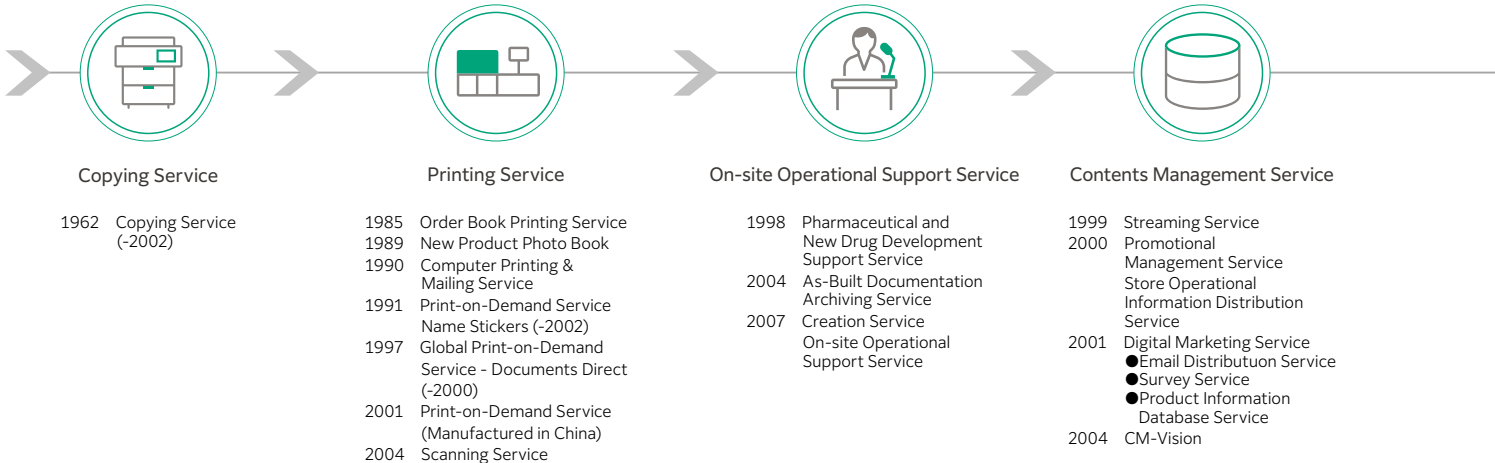 Copying Service
1962 Copying Service
(-2002)
Printing Service
1985 Order Book Printing Service
1989 New Product Photo Book
1990 Computer Printing &
Mailing Service
1991 Print-on-Demand Service
Name Stickers (-2002)
1997 Global Print-on-Demand
Service - Documents Direct
(-2000)
2001 Print-on-Demand Service
(Manufactured in China)
2004 Scanning Service
On-site Operational Support Service
1998 Pharmaceutical and
New Drug Development
Support Service
2004 As-Built Documentation
Archiving Service
2007 Creation Service
On-site Operational
Support Service
Contents Management Service
1999 Streaming Service
2000 Promotional
Management Service
Store Operational
Information Distribution
Service
2001 Digital Marketing Service
●Email Distributuon Service
●Survey Service
●Product Information
Database Service
2004 CM-Vision